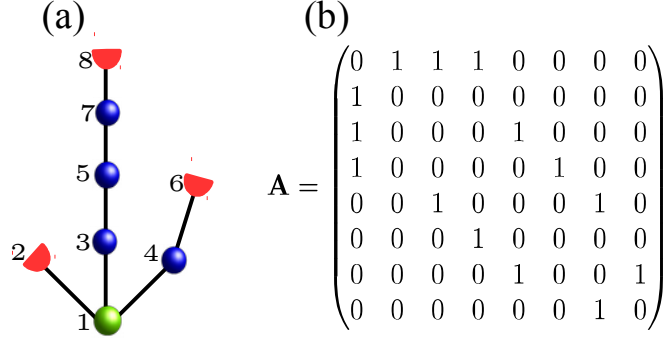 (a)
8
7
5
6
3
4
2
1
(b)
A =
0 1 1 1 0 0 0 0
1 0 0 0 0 0 0 0
1 0 0 0 1 0 0 0
1 0 0 0 0 1 0 0
0 0 1 0 0 0 1 0
0 0 0 1 0 0 0 0
0 0 0 0 1 0 0 1
0 0 0 0 0 0 1 0